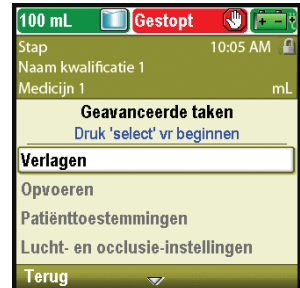 100 mL Gestopt
Stap 10:05 AM
Naam kwalificatie 1
Medicijn 1 mL
Geavanceerde taken
Druk 'select' vr beginnen
Verlagen
Opvoeren
Patiënttoestemmingen
Lucht- en occlusie-instellingen
Terug